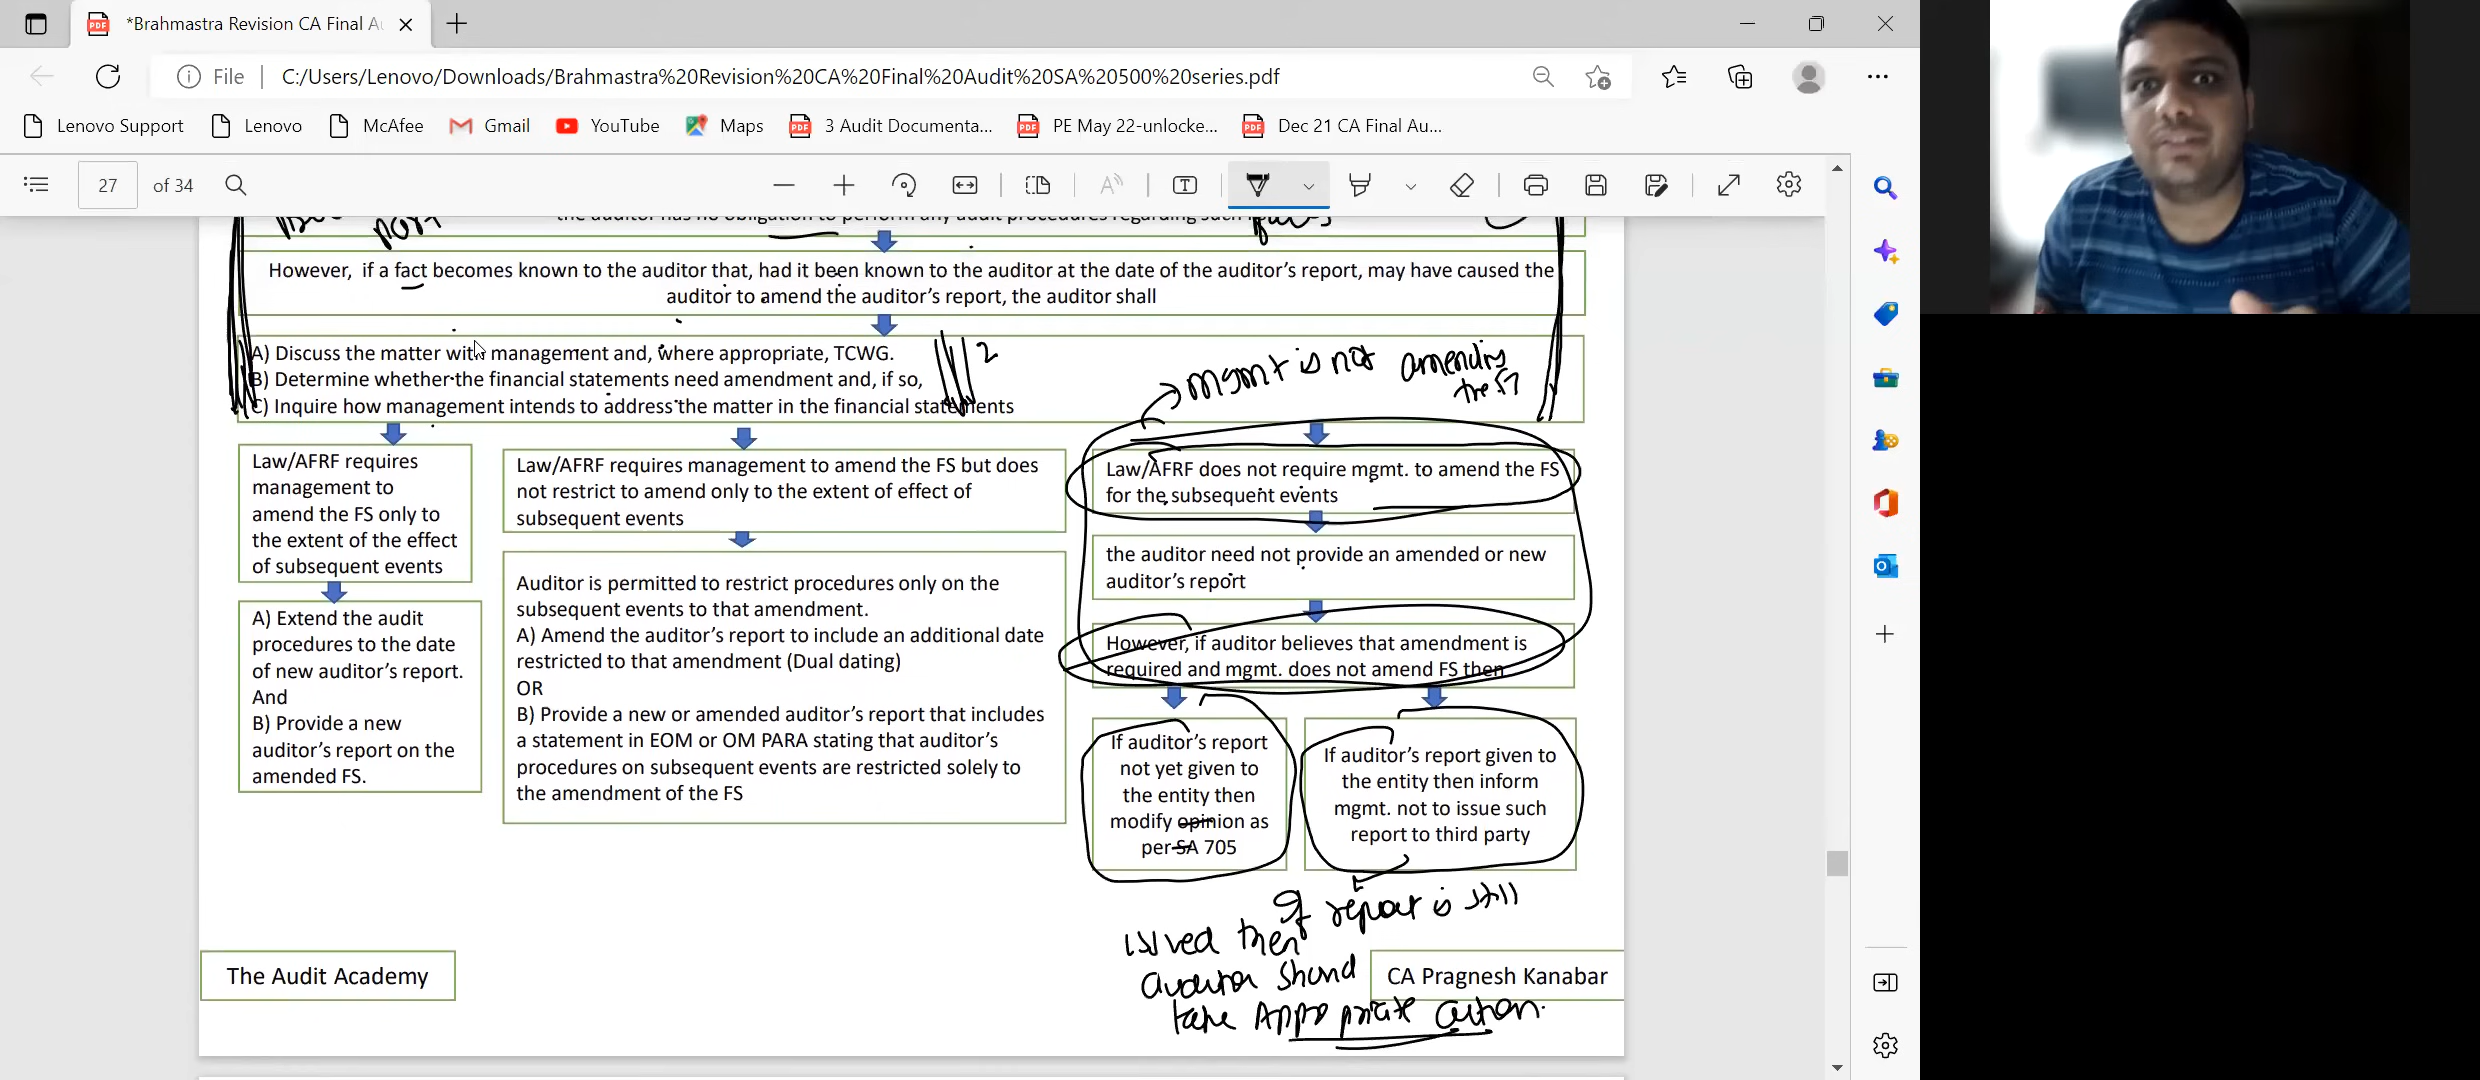 *Brahmastra Revision CA Final Au
File
C:/Users/Lenovo/Downloads/Brahmastra%20Revision%20CA%20Final%20Audit%20SA%20500%20series.pdf
Lenovo Support
Lenovo
McAfee
Gmail
YouTube
Maps
3 Audit Documenta...
PE May 22-unlocke...
Dec 21 CA Final Au...
27 of 34
the auditor has no obligation to perform any audit procedures regarding such
However, if a fact becomes known to the auditor that, had it been known to the auditor at the date of the auditor's report, may have caused the
auditor to amend the auditor's report, the auditor shall
A) Discuss the matter with management and, where appropriate, TCWG.
B) Determine whether the financial statements need amendment and, if so,
C) Inquire how management intends to address the matter in the financial statements
2
mgmt is not amending
the
Law/AFRF requires
management to
amend the FS only to
the extent of the effect
of subsequent events
A) Extend the audit
procedures to the date
of new auditor's report.
And
B) Provide a new
auditor's report on the
amended FS.
Law/AFRF requires management to amend the FS but does
not restrict to amend only to the extent of effect of
subsequent events
Auditor is permitted to restrict procedures only on the
subsequent events to that amendment.
A) Amend the auditor's report to include an additional date
restricted to that amendment (Dual dating)
OR
B) Provide a new or amended auditor's report that includes
a statement in EOM or OM PARA stating that auditor's
procedures on subsequent events are restricted solely to
the amendment of the FS
Law/AFRF does not require mgmt. to amend the FS
for the subsequent events
the auditor need not provide an amended or new
auditor's report
However, if auditor believes that amendment is
required and mgmt. does not amend FS then
If auditor's report
not yet given to
the entity then
modify opinion as
per SA 705
If auditor's report given to
the entity then inform
mgmt. not to issue such
report to third party
If report is still
issued then
auditor should
take Appropriate action.
The Audit Academy
CA Pragnesh Kanabar